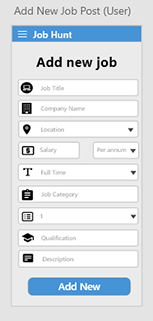 Add New Job Post (User)
Job Hunt
Add new job
Job Title
Company Name
Location
Salary Per annum
Full Time
Job Category
1
Qualification
Description
Add New